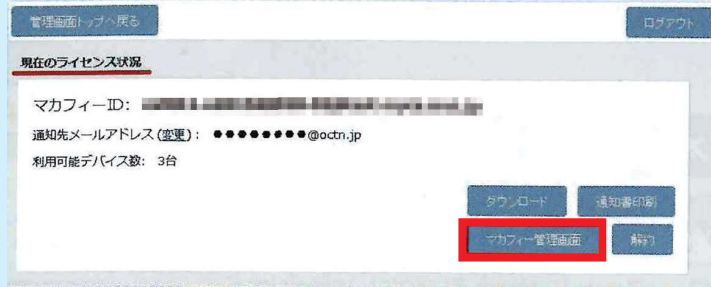 管理画面トップへ戻る
ログアウト
現在のライセンス状況
マカフィーID:
通知先メールアドレス(変更): ●●●●●●●●@octn.jp
利用可能デバイス数: 3台
ダウンロード
通知書印刷
マカフィー管理画面
解約